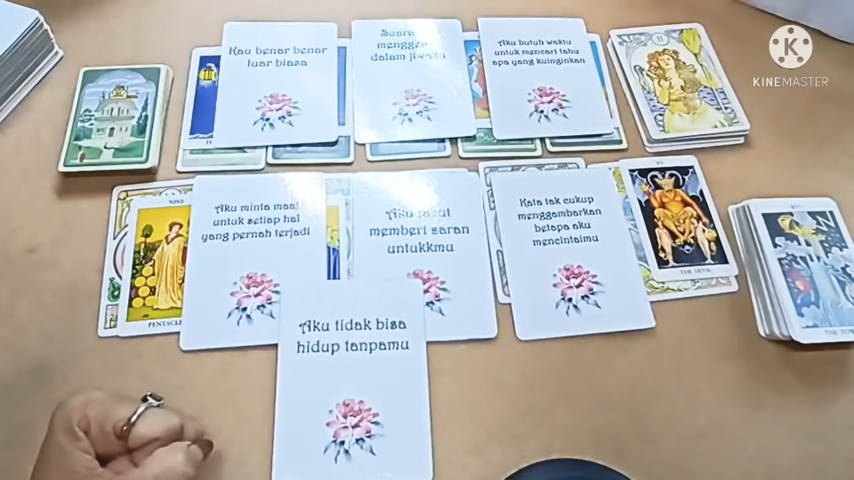 KINEMASTER
Kau benar benar
luar biasa
Suara
dalam jiwaku
Aku butuh waktu
untuk mencari tahu
apa yang kuinginkan
II
NINE
PENTACLES
Aku minta maaf
untuk setiap hal
yang pernah terjadi
Aku
memberi saran
untukkmu
Kata tak cukup
menggambarkan
betapa aku
mencintaimu
THE DEVIL
Aku tidak bisa
hidup tanpamu